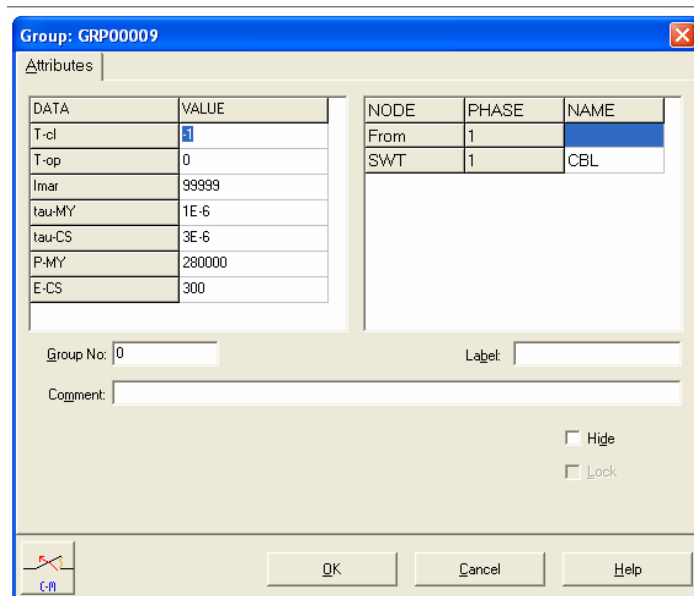 Group: GRP00009
Attributes
DATA VALUE
T-cl -1
T-op 0
Imar 99999
tau-MY 1E-6
tau-CS 3E-6
P-MY 280000
E-CS 300
NODE PHASE NAME
From 1
SWT 1 CBL
Group No: 0
Label:
Comment:
Hide
Lock
C-M
OK Cancel Help